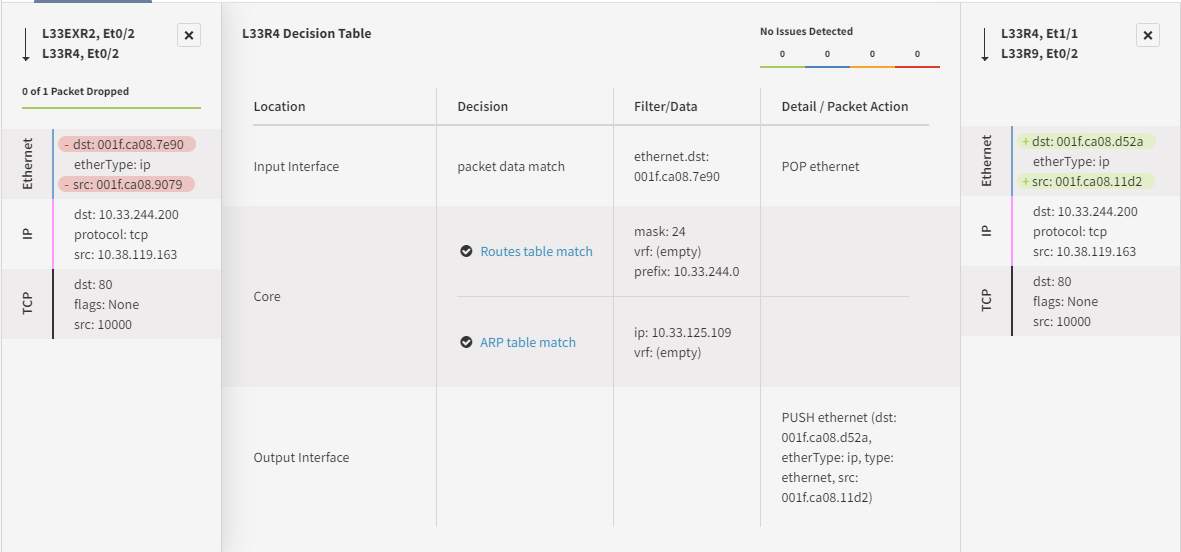 L33EXR2, Et0/2
L33R4, Et0/2
0 of 1 Packet Dropped
Ethernet
- dst: 001f.ca08.7e90
etherType: ip
- src: 001f.ca08.9079
IP
dst: 10.33.244.200
protocol: tcp
src: 10.38.119.163
TCP
dst: 80
flags: None
src: 10000
L33R4 Decision Table
No Issues Detected
0 0 0 0
Location Decision Filter/Data Detail / Packet Action
Input Interface packet data match ethernet.dst: POP ethernet
001f.ca08.7e90
Core
Routes table match
mask: 24
vrf: (empty)
prefix: 10.33.244.0
ARP table match
ip: 10.33.125.109
vrf: (empty)
Output Interface
PUSH ethernet (dst:
001f.ca08.d52a,
etherType: ip, type:
ethernet, src:
001f.ca08.11d2)
L33R4, Et1/1
L33R9, Et0/2
Ethernet
+ dst: 001f.ca08.d52a
etherType: ip
+ src: 001f.ca08.11d2
IP
dst: 10.33.244.200
protocol: tcp
src: 10.38.119.163
TCP
dst: 80
flags: None
src: 10000